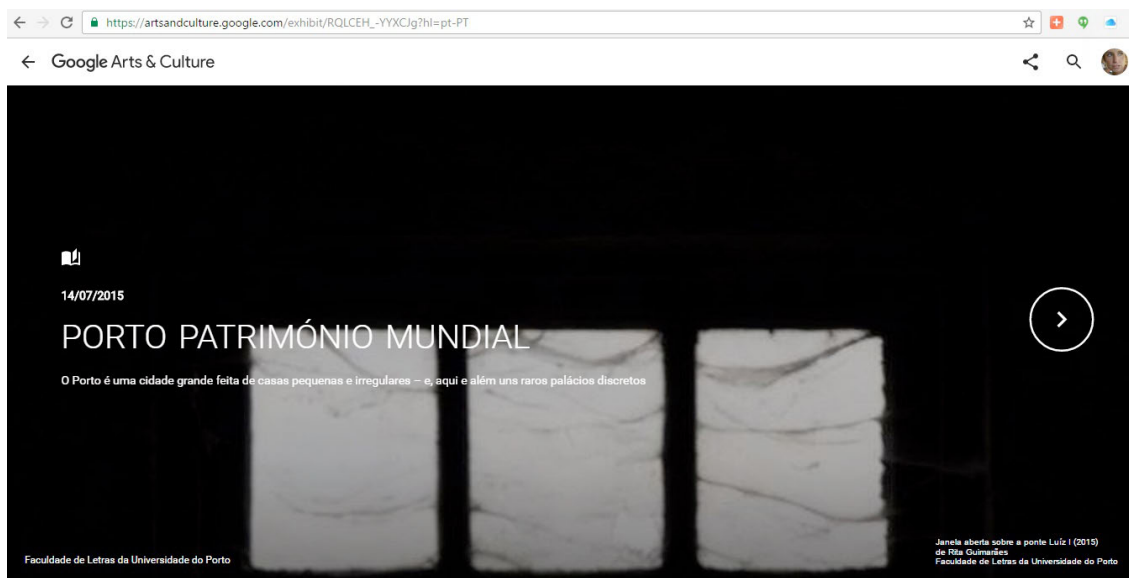 https://artsandculture.google.com/exhibit/RQLCEH_-YYXCJg?hl=pt-PT
Google Arts & Culture
14/07/2015
PORTO PATRIMÓNIO MUNDIAL
O Porto é uma cidade grande feita de casas pequenas e irregulares – e, aqui e além uns raros palácios discretos
Faculdade de Letras da Universidade do Porto
Janela aberta sobre a ponte Luíz I (2015)
de Rita Guimarães
Faculdade de Letras da Universidade do Porto